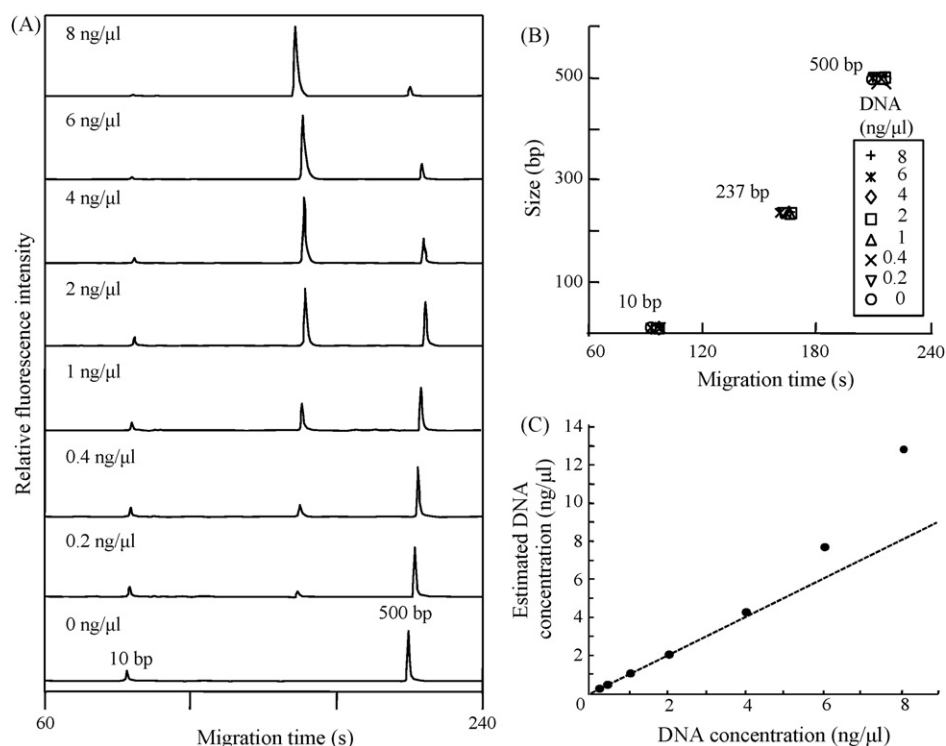 (A)
8 ng/μl
6 ng/μl
4 ng/μl
2 ng/μl
1 ng/μl
0.4 ng/μl
0.2 ng/μl
0 ng/μl
10 bp
500 bp
Relative fluorescence intensity
60
240
Migration time (s)
(B)
500 bp
237 bp
10 bp
DNA
(ng/μl)
8
6
4
2
1
0.4
0.2
0
Size (bp)
500
300
100
60
120
180
240
Migration time (s)
(C)
Estimated DNA
concentration (ng/μl)
14
12
10
8
6
4
2
0
0
2
4
6
8
DNA concentration (ng/μl)